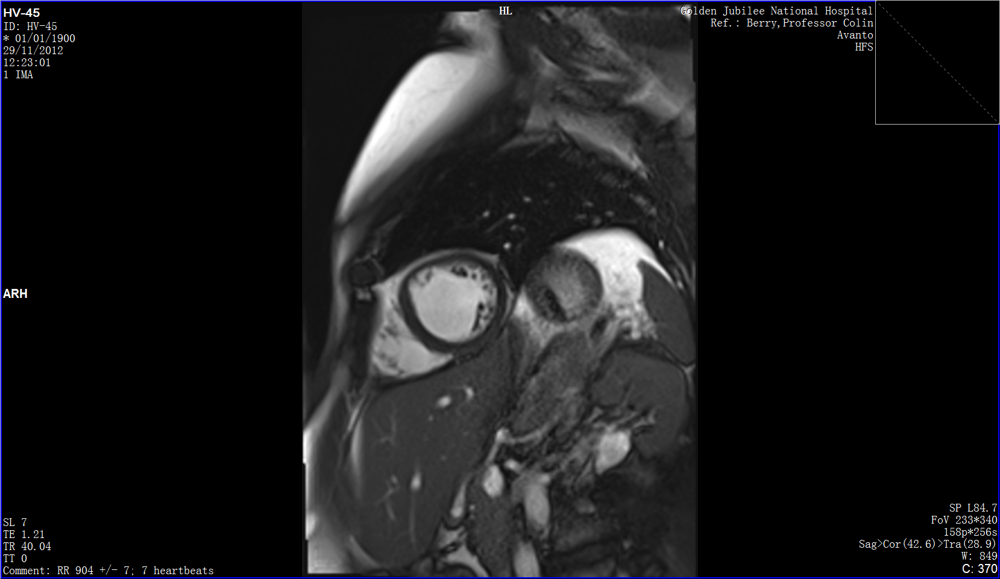 HV-45
ID: HV-45
* 01/01/1900
29/11/2012
12:23:01
1 IMA
HL
Golden Jubilee National Hospital
Ref.: Berry,Professor Colin
Avanto
HFS
ARH
SL 7
TE 1.21
TR 40.04
TT 0
Comment: RR 904 +/- 7; 7 heartbeats
SP L84.7
FoV 233*340
158p*256s
Sag>Cor(42.6)>Tra(28.9)
W: 849
C: 370